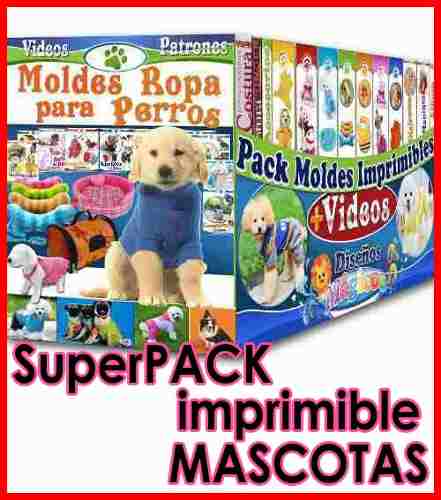 Videos
Patrones
Moldes Ropa
para Perros
Costura
Pack Moldes Imprimibles
+Videos
Diseños
SuperPACK
imprimible
MASCOTAS